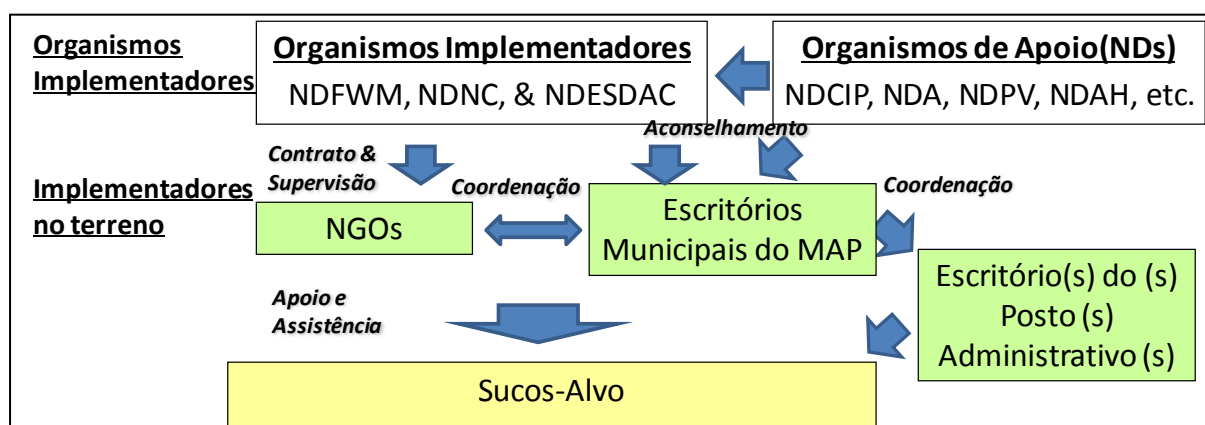 Organismos
Implementadores
Organismos Implementadores
NDFWM, NDNC, & NDESDAC
Organismos de Apoio(NDs)
NDCIP, NDA, NDPV, NDAH, etc.
Aconselhamento
Contrato &
Supervisão
Implementadores
no terreno
Coordenação
Coordenação
NGOs
Escritórios
Municipais do MAP
Escritório(s) do (s)
Posto (s)
Administrativo (s)
Apoio e
Assistência
Sucos-Alvo